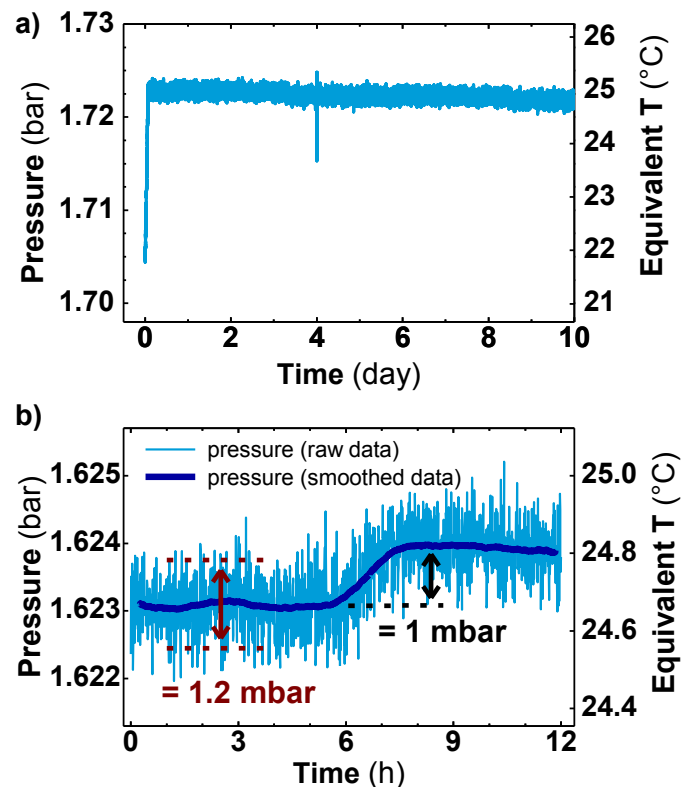 a)
1.73
1.72
1.71
1.70
Pressure (bar)
26
25
24
23
22
21
Equivalent T (°C)
0 2 4 6 8 10
Time (day)
b)
pressure (raw data)
pressure (smoothed data)
1.625
1.624
1.623
1.622
Pressure (bar)
25.0
24.8
24.6
24.4
Equivalent T (°C)
= 1 mbar
= 1.2 mbar
0 3 6 9 12
Time (h)